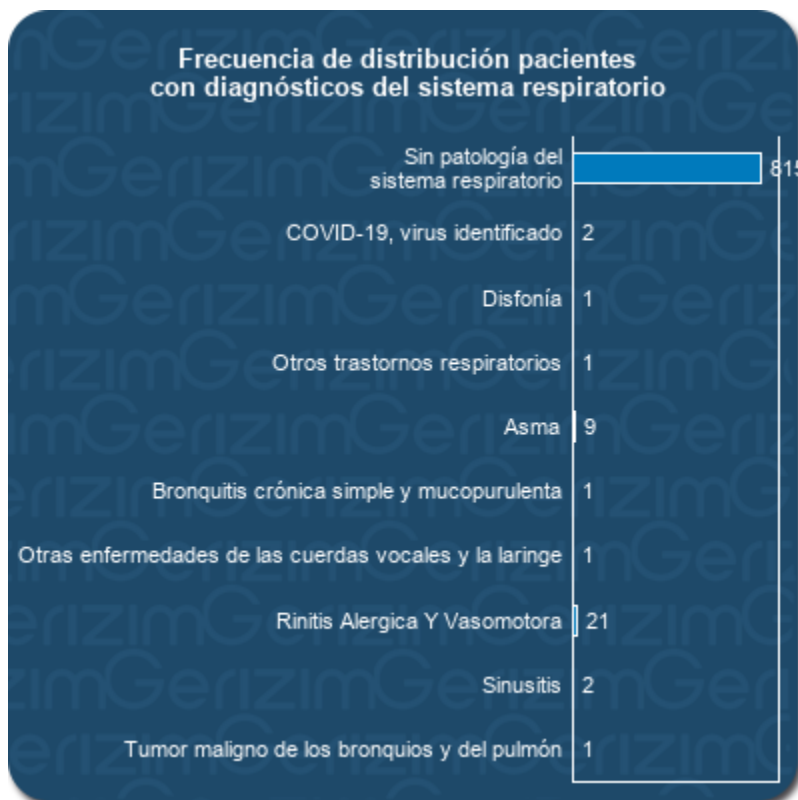 Frecuencia de distribución pacientes
con diagnósticos del sistema respiratorio
Sin patología del
sistema respiratorio
815
COVID-19, virus identificado 2
Disfonía 1
Otros trastornos respiratorios 1
Asma 9
Bronquitis crónica simple y mucopurulenta 1
Otras enfermedades de las cuerdas vocales y la laringe 1
Rinitis Alergica Y Vasomotora 21
Sinusitis 2
Tumor maligno de los bronquios y del pulmón 1